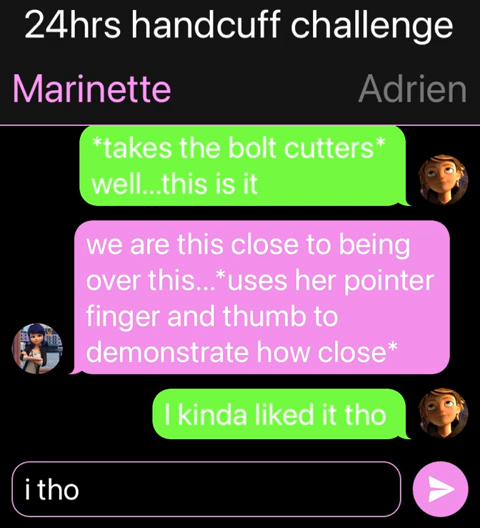 24hrs handcuff challenge
Marinette Adrien
*takes the bolt cutters*
well...this is it
we are this close to being
over this...*uses her pointer
finger and thumb to
demonstrate how close*
I kinda liked it tho
i tho